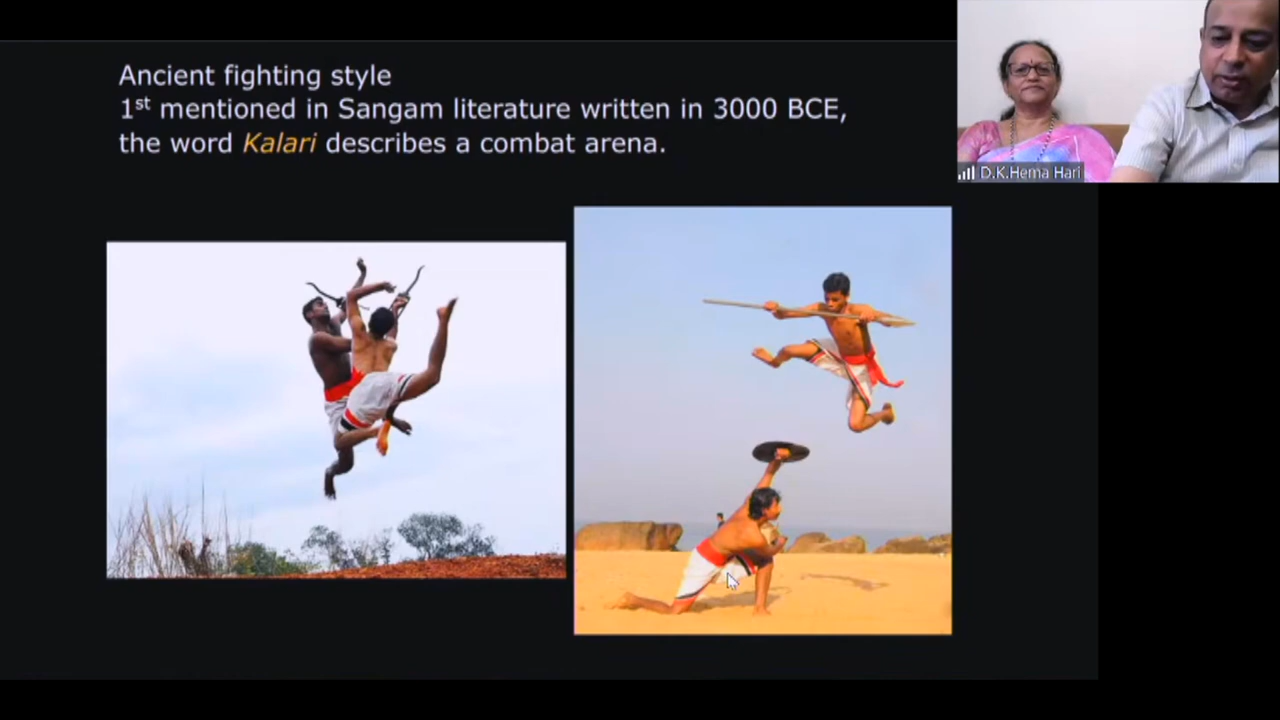 Ancient fighting style
1st mentioned in Sangam literature written in 3000 BCE,
the word Kalari describes a combat arena.
D.K.Hema Hari